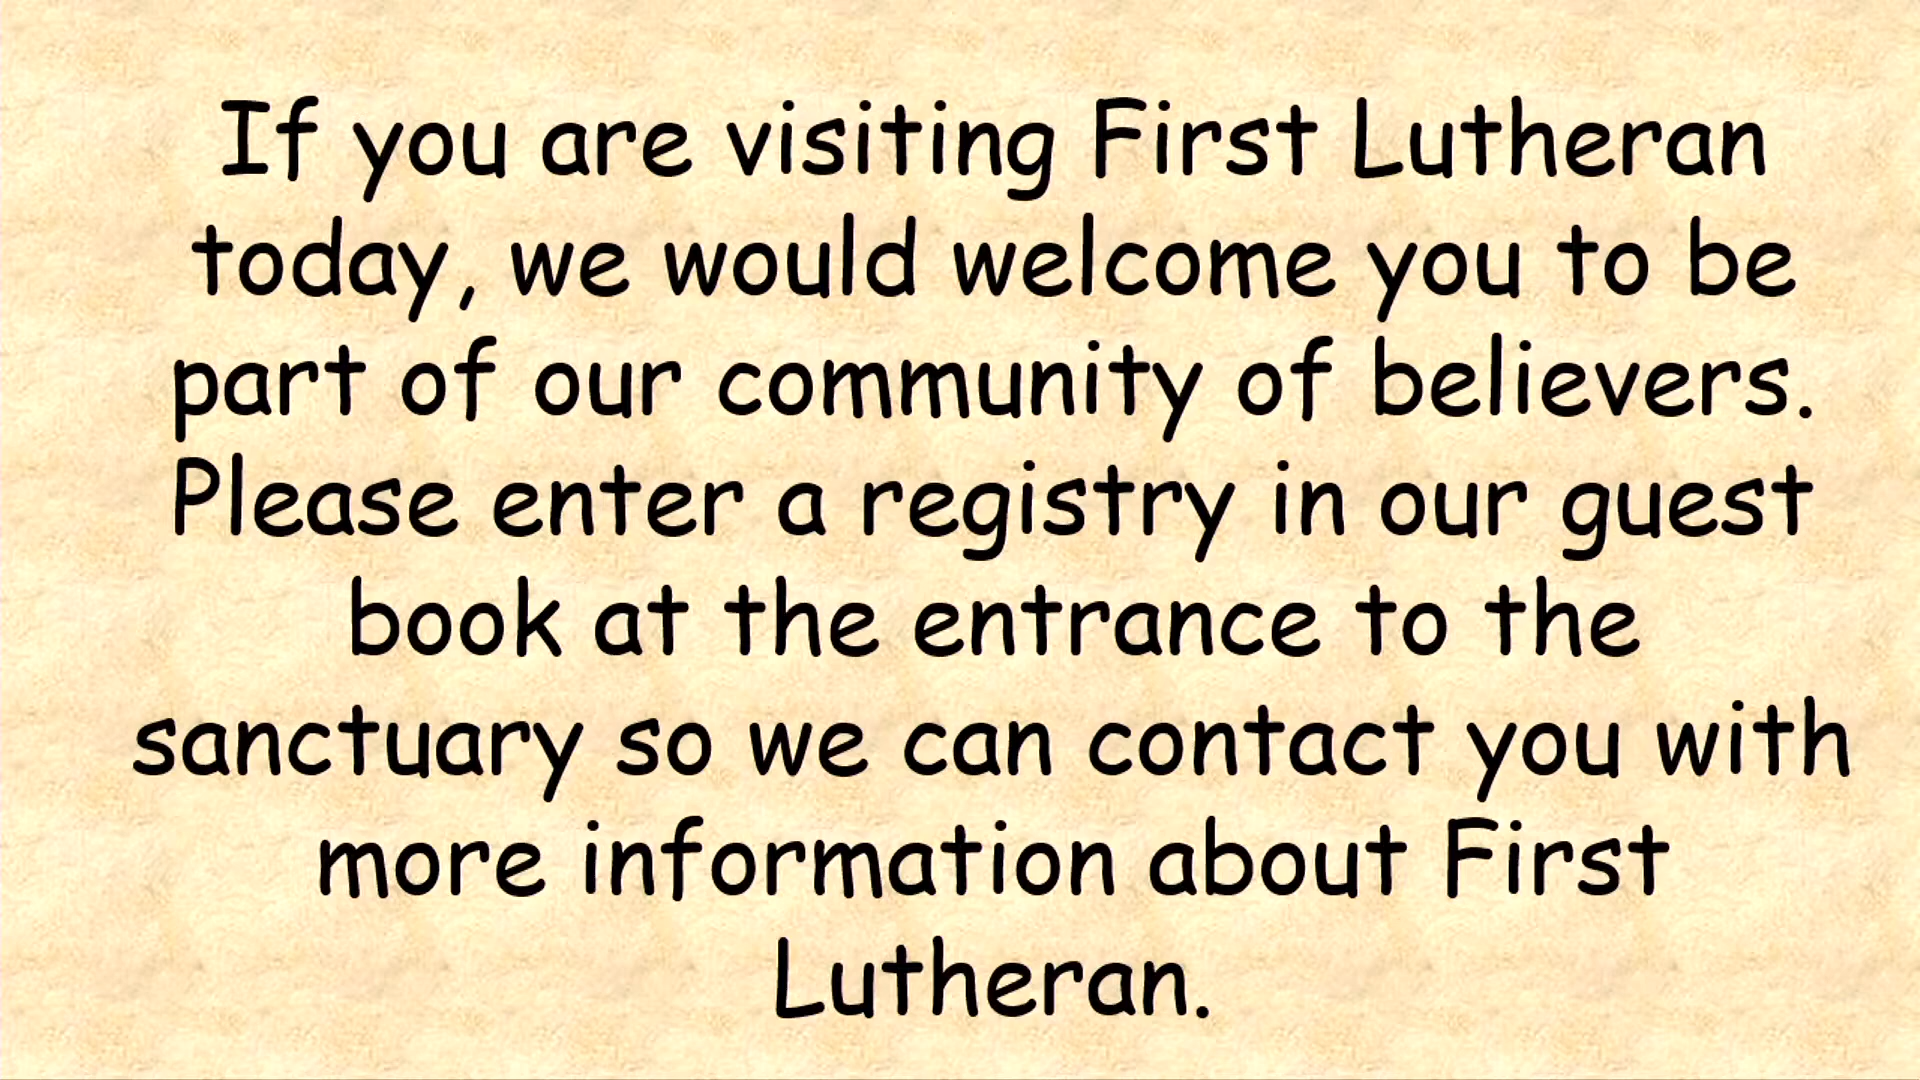 If you are visiting First Lutheran
today, we would welcome you to be
part of our community of believers.
Please enter a registry in our guest
book at the entrance to the
sanctuary so we can contact you with
more information about First
Lutheran.